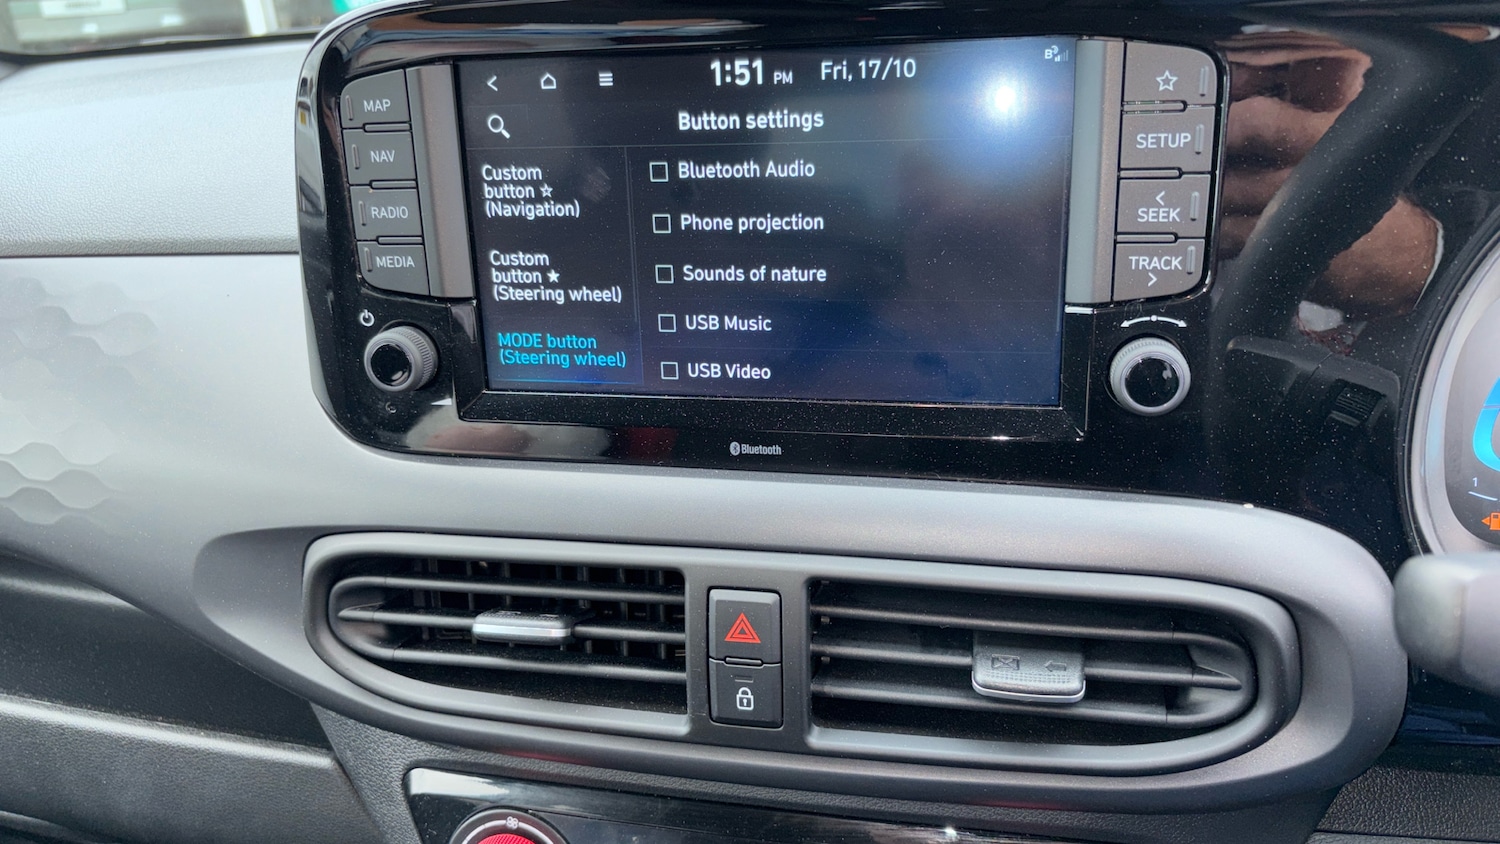 1:51 PM Fri, 17/10
Button settings
Custom
button ☆
(Navigation)
Custom
button ★
(Steering wheel)
MODE button
(Steering wheel)
Bluetooth Audio
Phone projection
Sounds of nature
USB Music
USB Video
MAP
NAV
RADIO
MEDIA
SETUP
<
SEEK
TRACK
>
Bluetooth
1